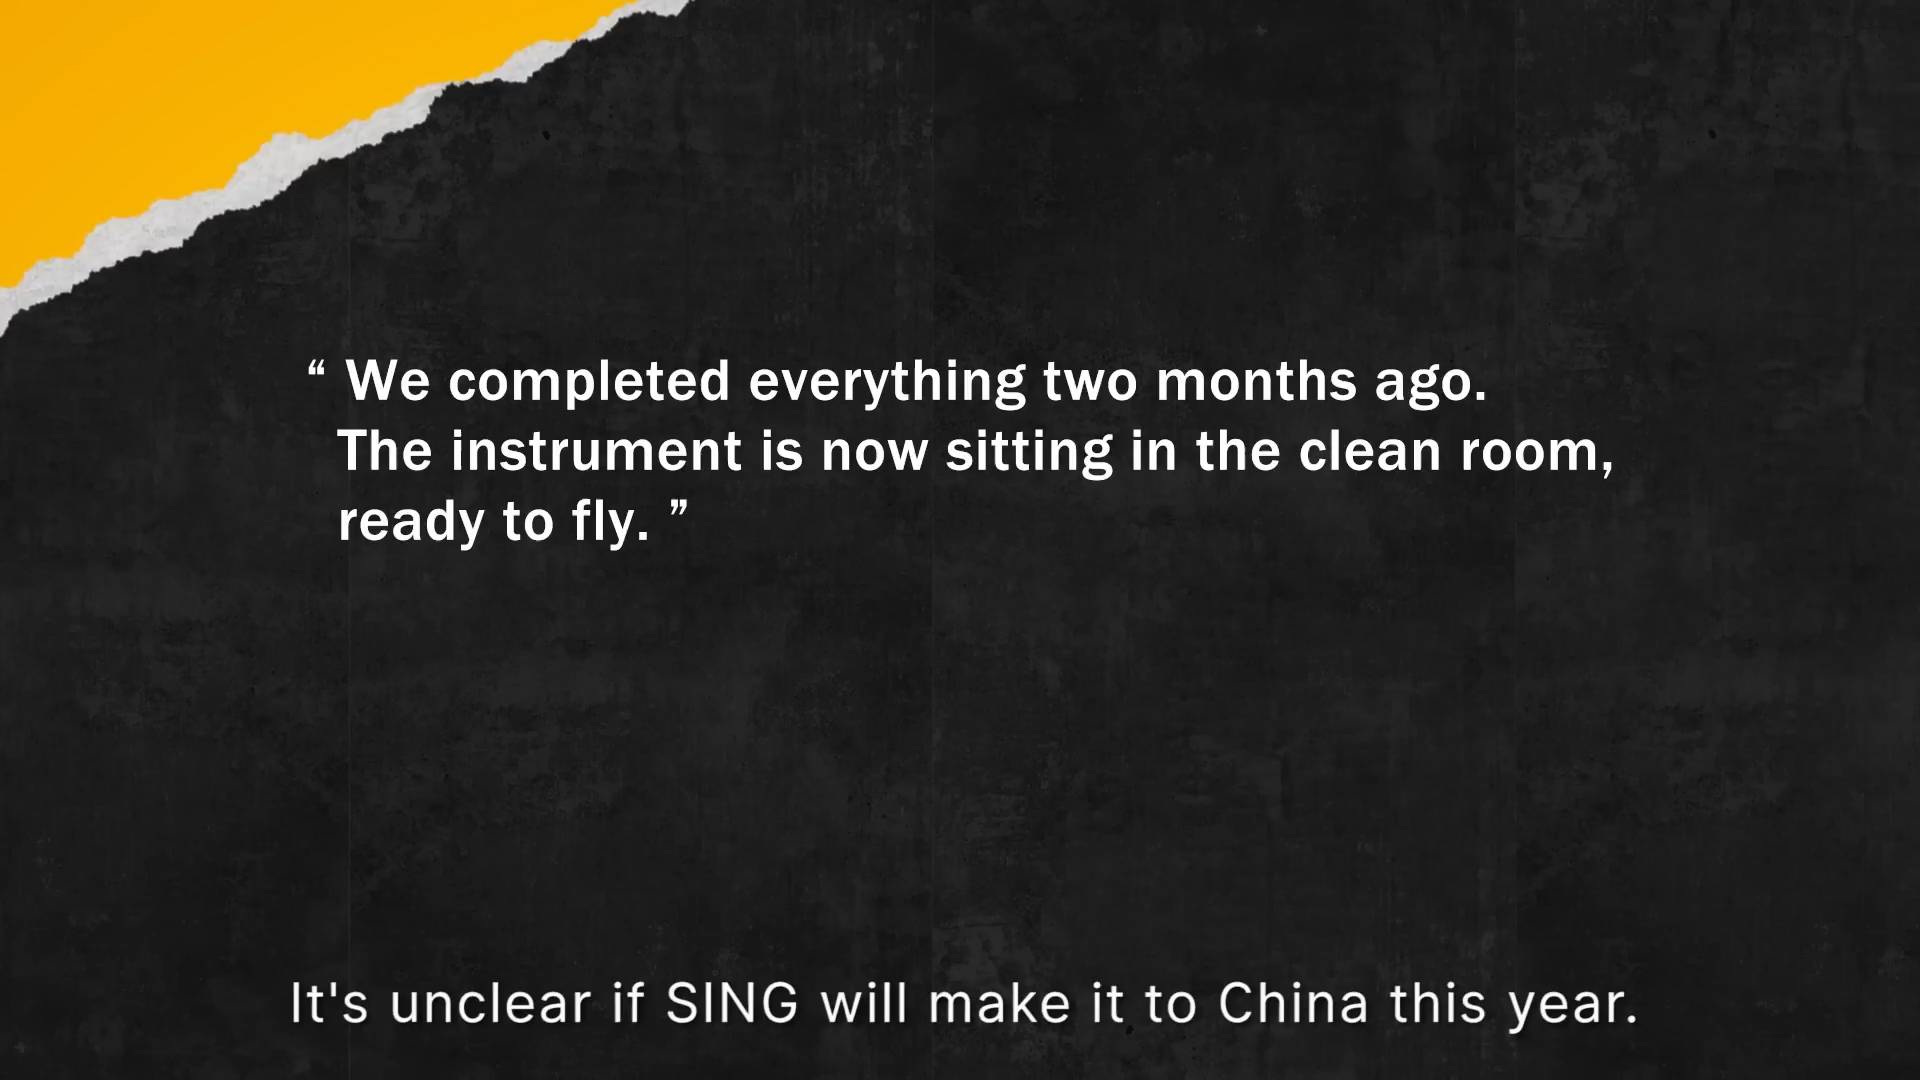 “ We completed everything two months ago.
The instrument is now sitting in the clean room,
ready to fly. ”
It's unclear if SING will make it to China this year.